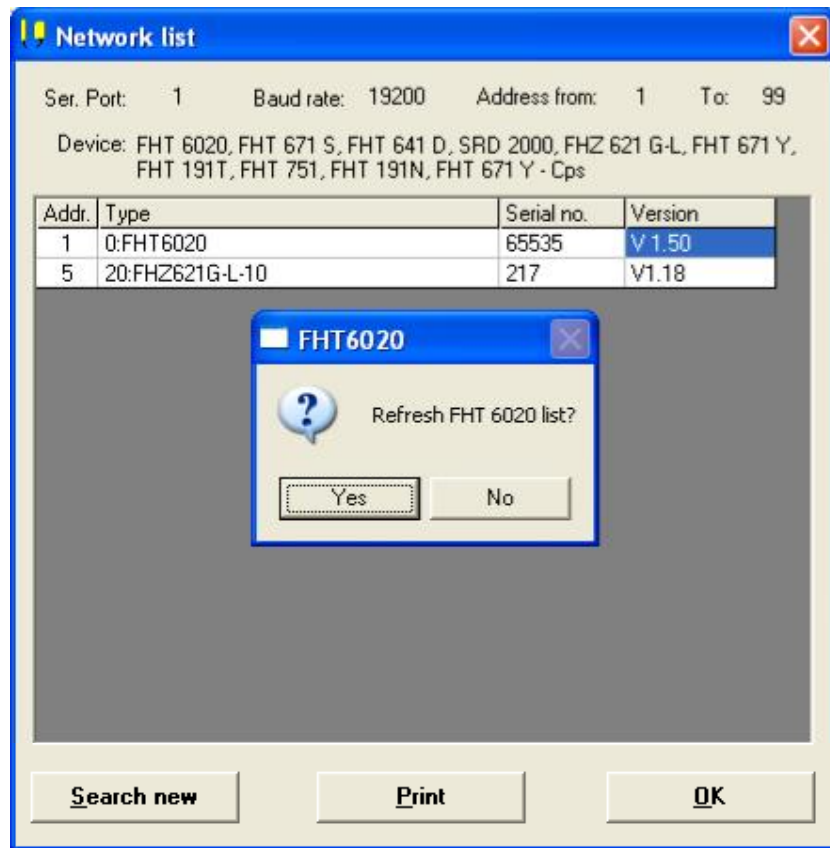 Network list
Ser. Port: 1 Baud rate: 19200 Address from: 1 To: 99
Device: FHT 6020, FHT 671 S, FHT 641 D, SRD 2000, FHZ 621 G-L, FHT 671 Y,
FHT 191T, FHT 751, FHT 191N, FHT 671 Y - Cps
Addr. Type Serial no. Version
1 0:FHT6020 65535 V 1.50
5 20:FHZ621G-L-10 217 V1.18
FHT6020
Refresh FHT 6020 list?
Yes No
Search new Print OK